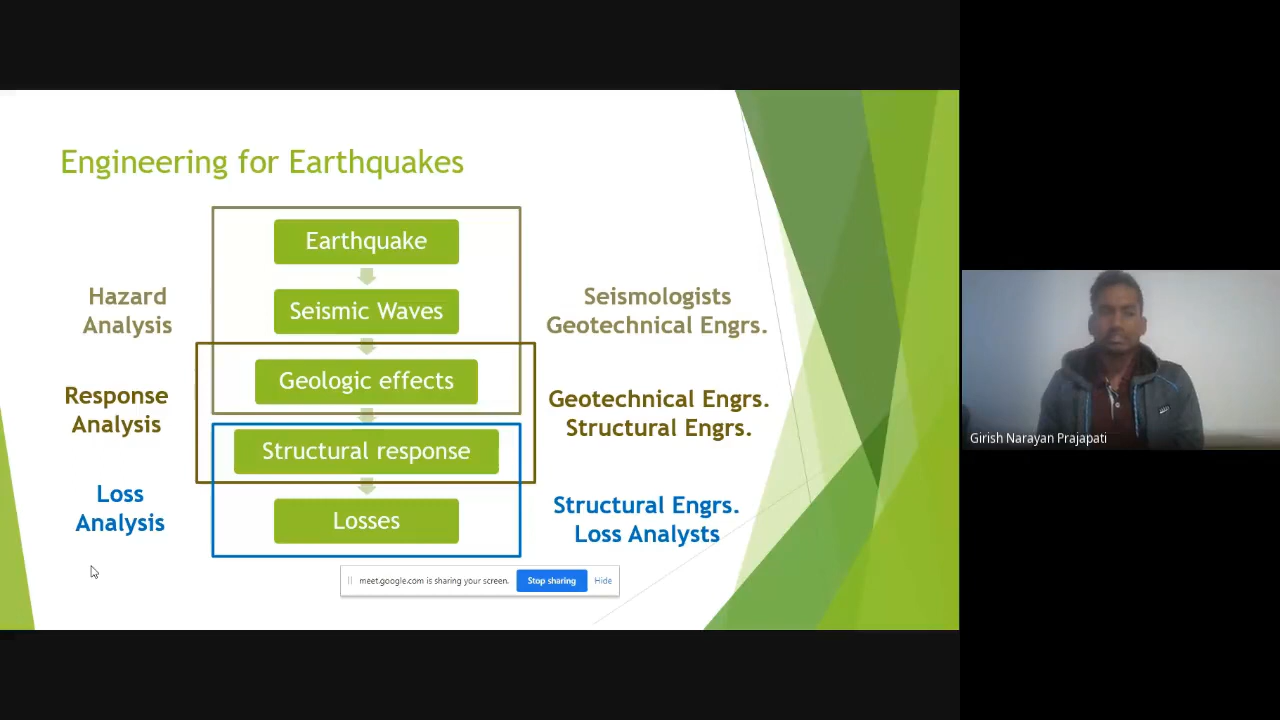 Engineering for Earthquakes
Earthquake
Seismic Waves
Geologic effects
Structural response
Losses
Hazard
Analysis
Response
Analysis
Loss
Analysis
Seismologists
Geotechnical Engrs.
Geotechnical Engrs.
Structural Engrs.
Structural Engrs.
Loss Analysts
meet.google.com is sharing your screen.
Stop sharing
Hide
Girish Narayan Prajapati